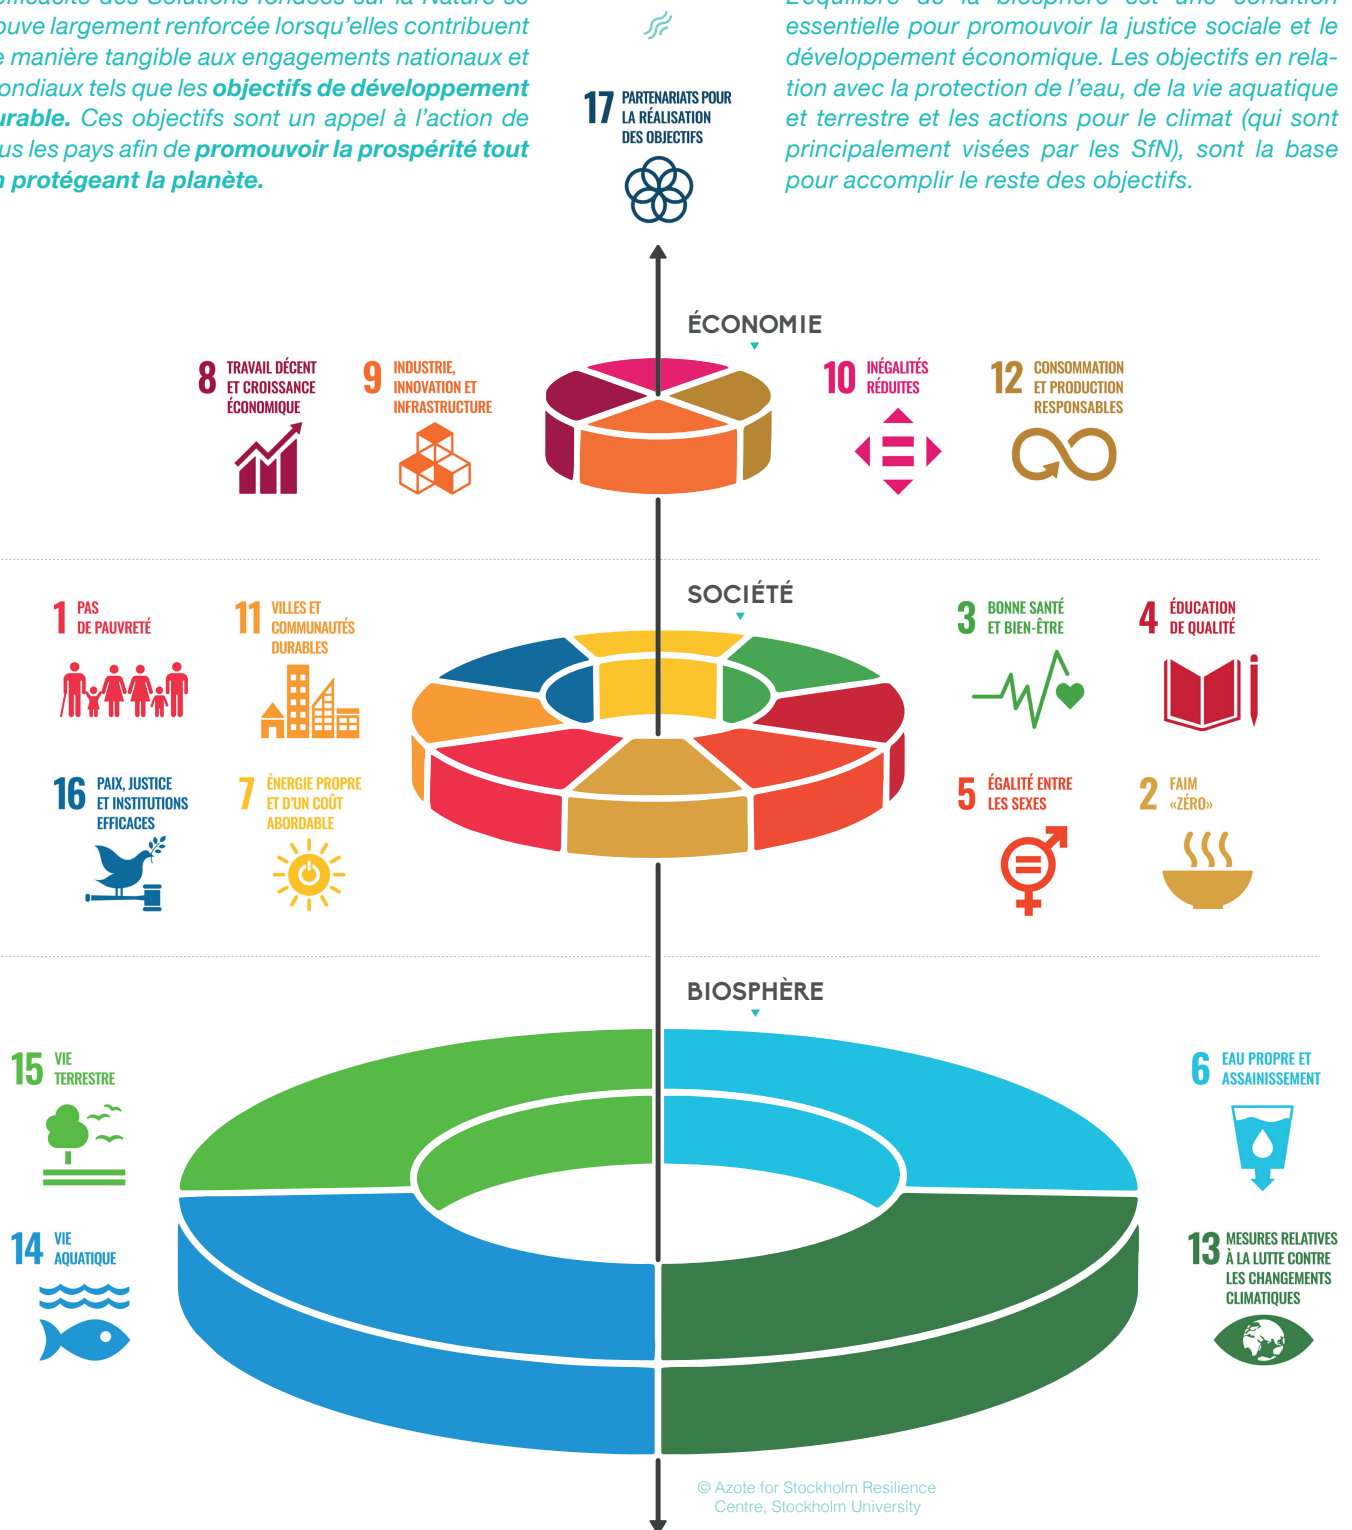 des Solutions fondées sur la Nature se
largement renforcée lorsqu'elles contribuent
manière tangible aux engagements nationaux et
tels que les objectifs de développement
Ces objectifs sont un appel à l'action de
les pays afin de promouvoir la prospérité tout
protégeant la planète.
L'équilibre de la biosphère est une condition
essentielle pour promouvoir la justice sociale et le
développement économique. Les objectifs en rela-
tion avec la protection de l'eau, de la vie aquatique
et terrestre et les actions pour le climat (qui sont
principalement visées par les SfN), sont la base
pour accomplir le reste des objectifs.
17 PARTENARIATS POUR
LA RÉALISATION
DES OBJECTIFS
ÉCONOMIE
8 TRAVAIL DÉCENT
ET CROISSANCE
ÉCONOMIQUE
9 INDUSTRIE,
INNOVATION ET
INFRASTRUCTURE
10 INÉGALITÉS
RÉDUITES
12 CONSOMMATION
ET PRODUCTION
RESPONSABLES
SOCIÉTÉ
1 PAS
DE PAUVRETÉ
11 VILLES ET
COMMUNAUTÉS
DURABLES
3 BONNE SANTÉ
ET BIEN-ÊTRE
4 ÉDUCATION
DE QUALITÉ
16 PAIX, JUSTICE
ET INSTITUTIONS
EFFICACES
7 ÉNERGIE PROPRE
ET D'UN COÛT
ABORDABLE
5 ÉGALITÉ ENTRE
LES SEXES
2 FAIM
«ZÉRO»
BIOSPHÈRE
15 VIE
TERRESTRE
6 EAU PROPRE ET
ASSAINISSEMENT
14 VIE
AQUATIQUE
13 MESURES RELATIVES
À LA LUTTE CONTRE
LES CHANGEMENTS
CLIMATIQUES
© Azote for Stockholm Resilience
Centre, Stockholm University